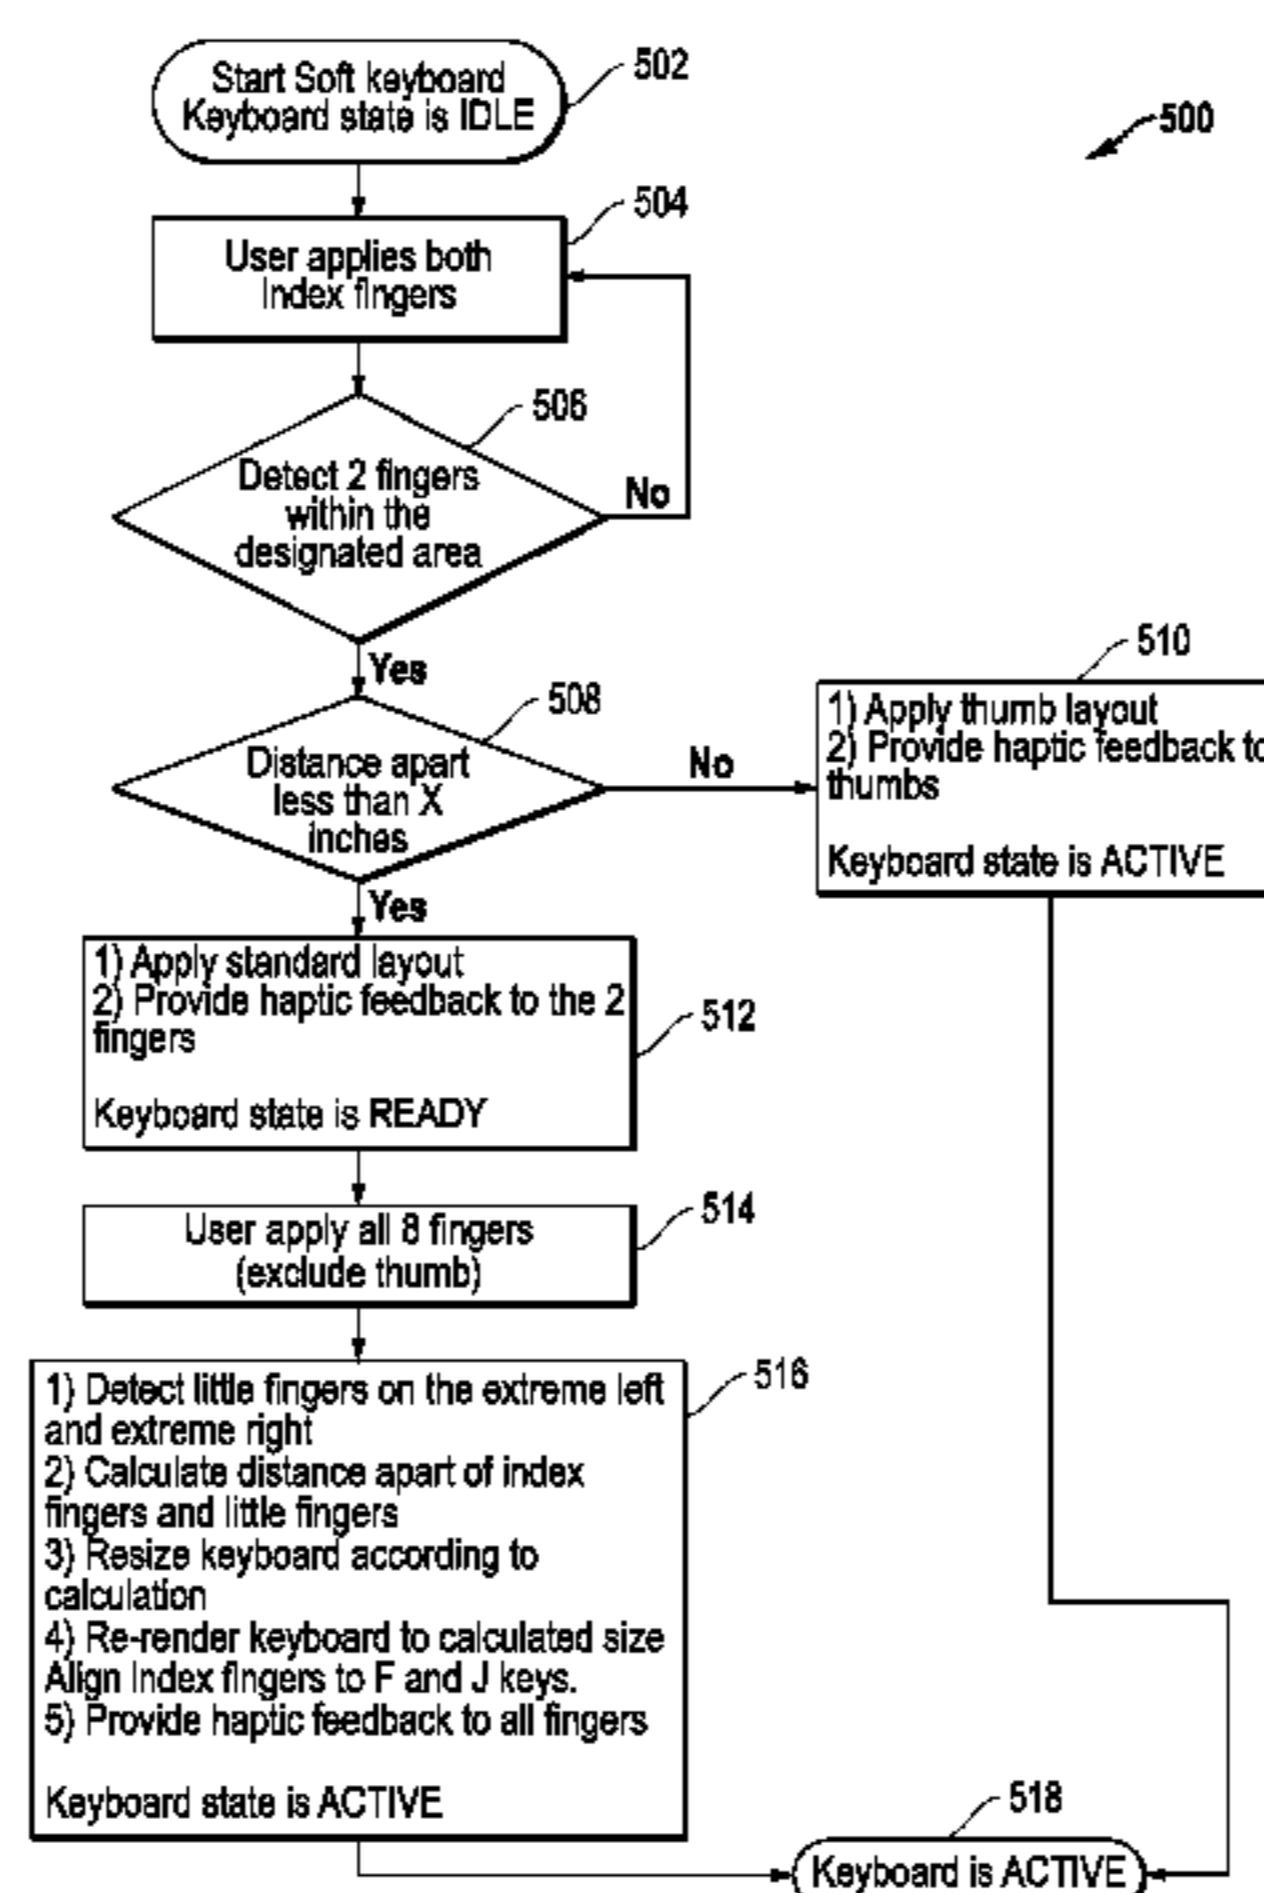 Start Soft keyboard
Keyboard state is IDLE
502
500
504
User applies both
Index fingers
506
Detect 2 fingers
within the
designated area
No
Yes
508
Distance apart
less than X
inches
No
510
1) Apply thumb layout
2) Provide haptic feedback to
thumbs
Keyboard state is ACTIVE
Yes
1) Apply standard layout
2) Provide haptic feedback to the 2
fingers
Keyboard state is READY
512
User apply all 8 fingers
(exclude thumb)
514
516
1) Detect little fingers on the extreme left
and extreme right
2) Calculate distance apart of index
fingers and little fingers
3) Resize keyboard according to
calculation
4) Re-render keyboard to calculated size
Align Index fingers to F and J keys.
5) Provide haptic feedback to all fingers
Keyboard state is ACTIVE
518
Keyboard is ACTIVE